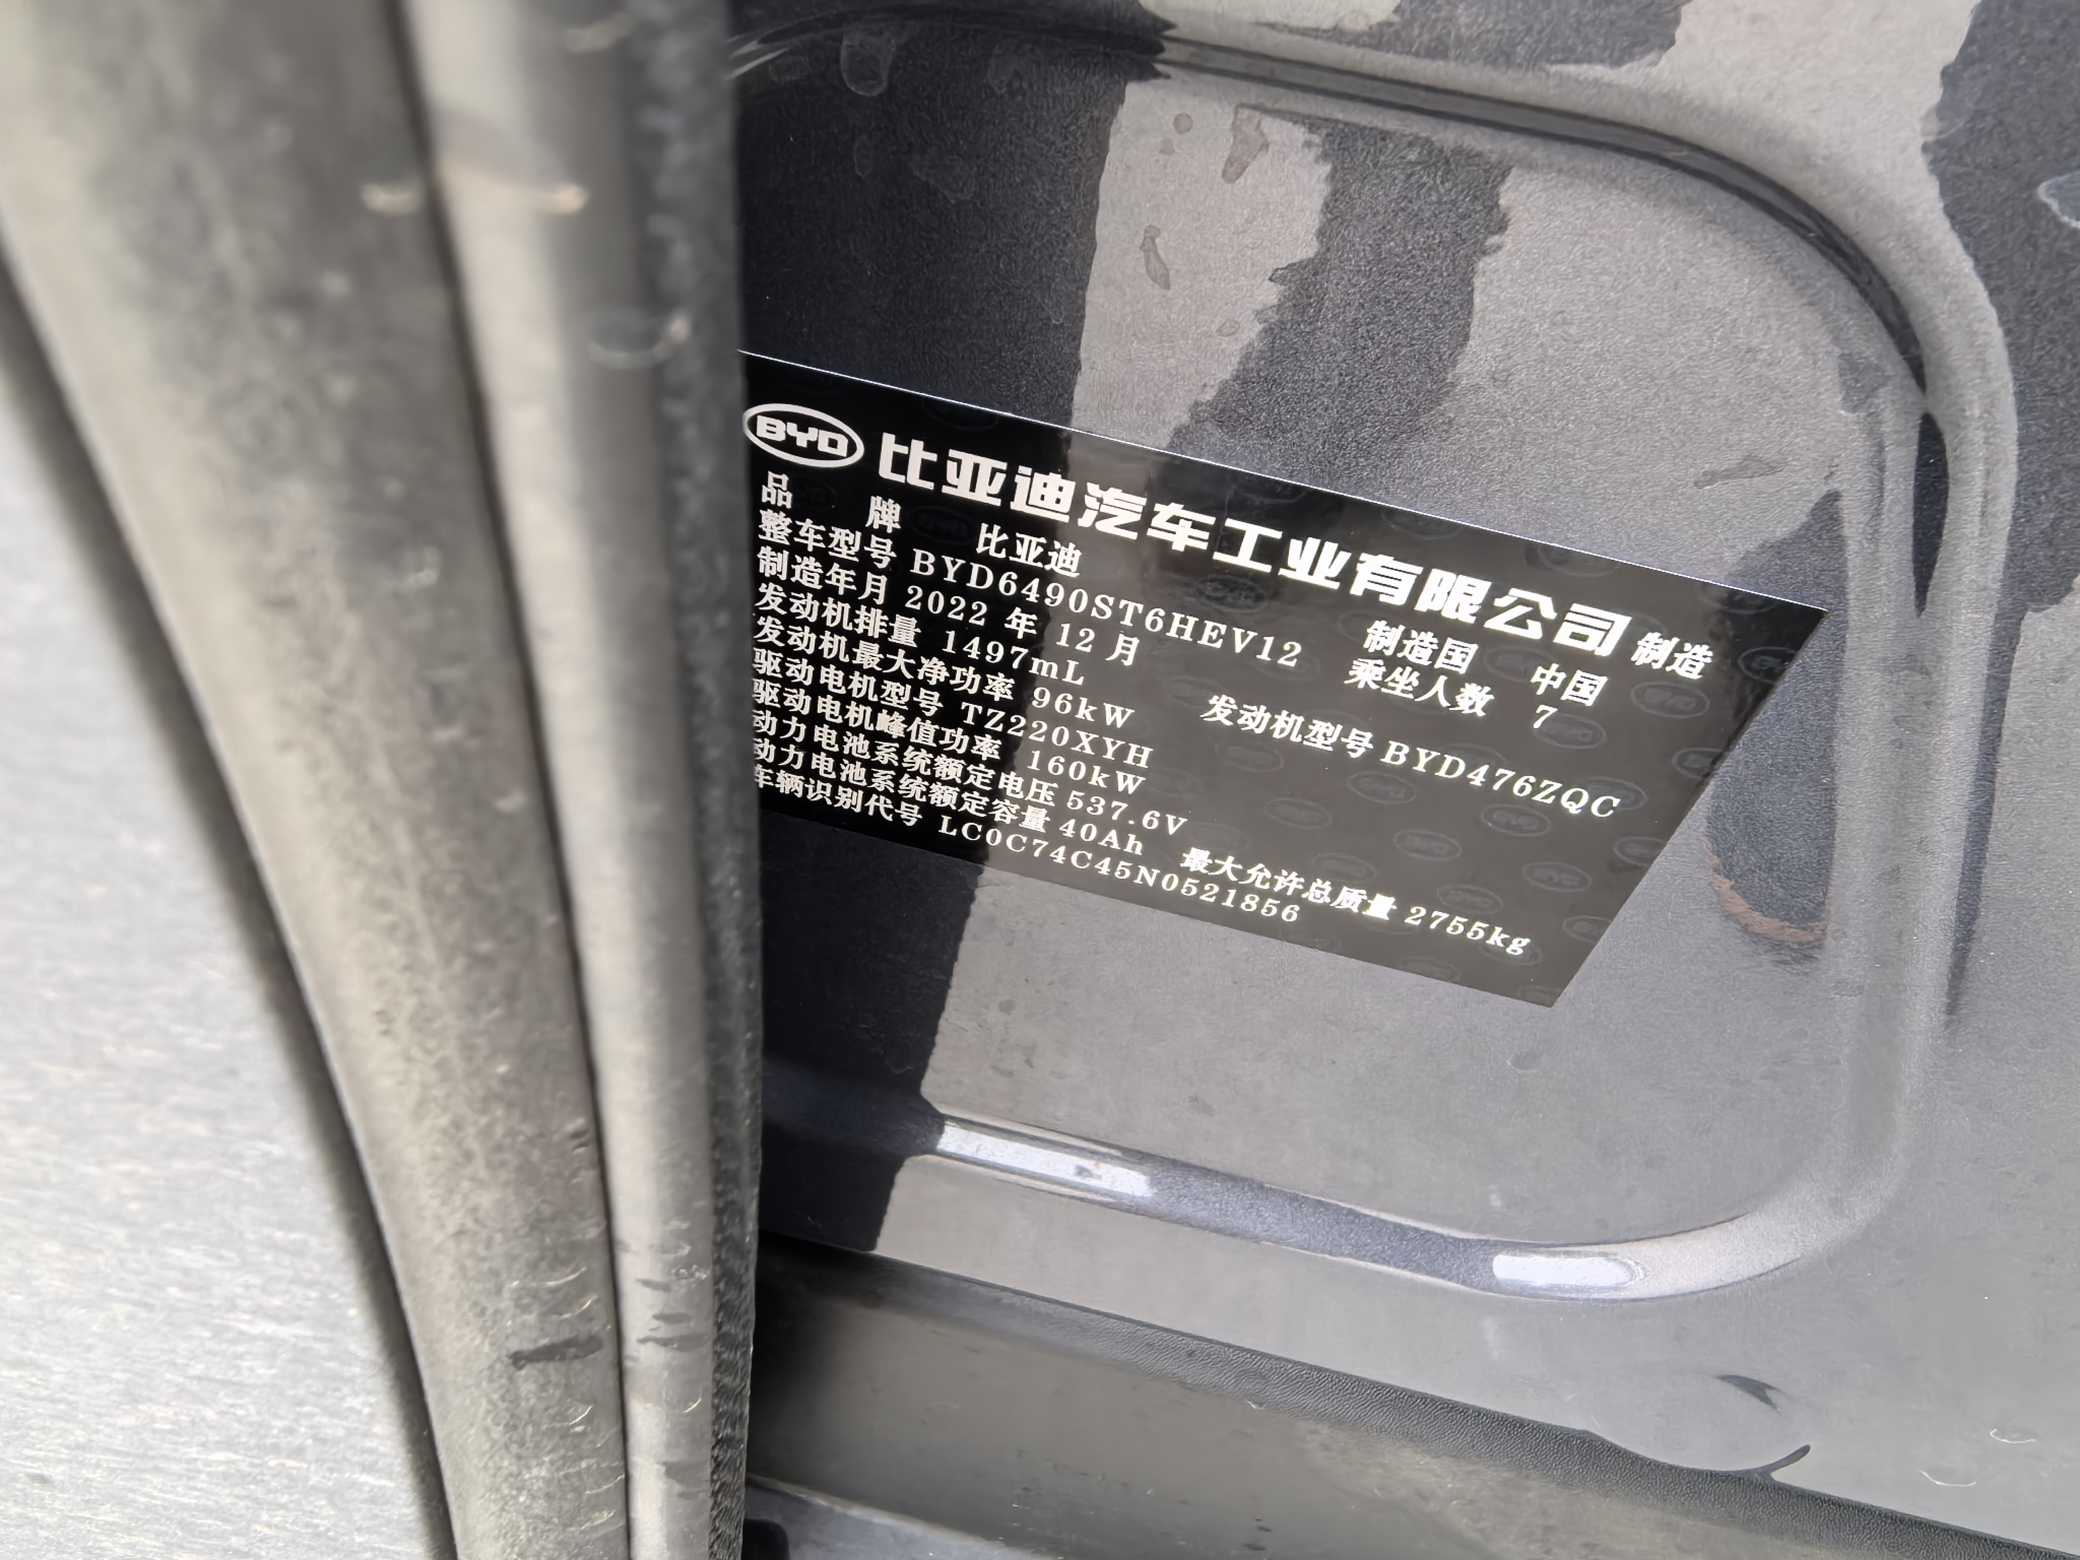 BYD 比亚迪汽车工业有限公司 制造
品 牌 比亚迪 制造国 中国
整车型号 BYD6490ST6HEV12 乘坐人数 7
制造年月 2022 年 12 月
发动机排量 1497mL 发动机型号 BYD476ZQC
发动机最大净功率 96kW
驱动电机型号 TZ220XYH
驱动电机峰值功率 160kW
动力电池系统额定电压 537.6V
动力电池系统额定容量 40Ah 最大允许总质量 2755kg
车辆识别代号 LC0C74C45N0521856